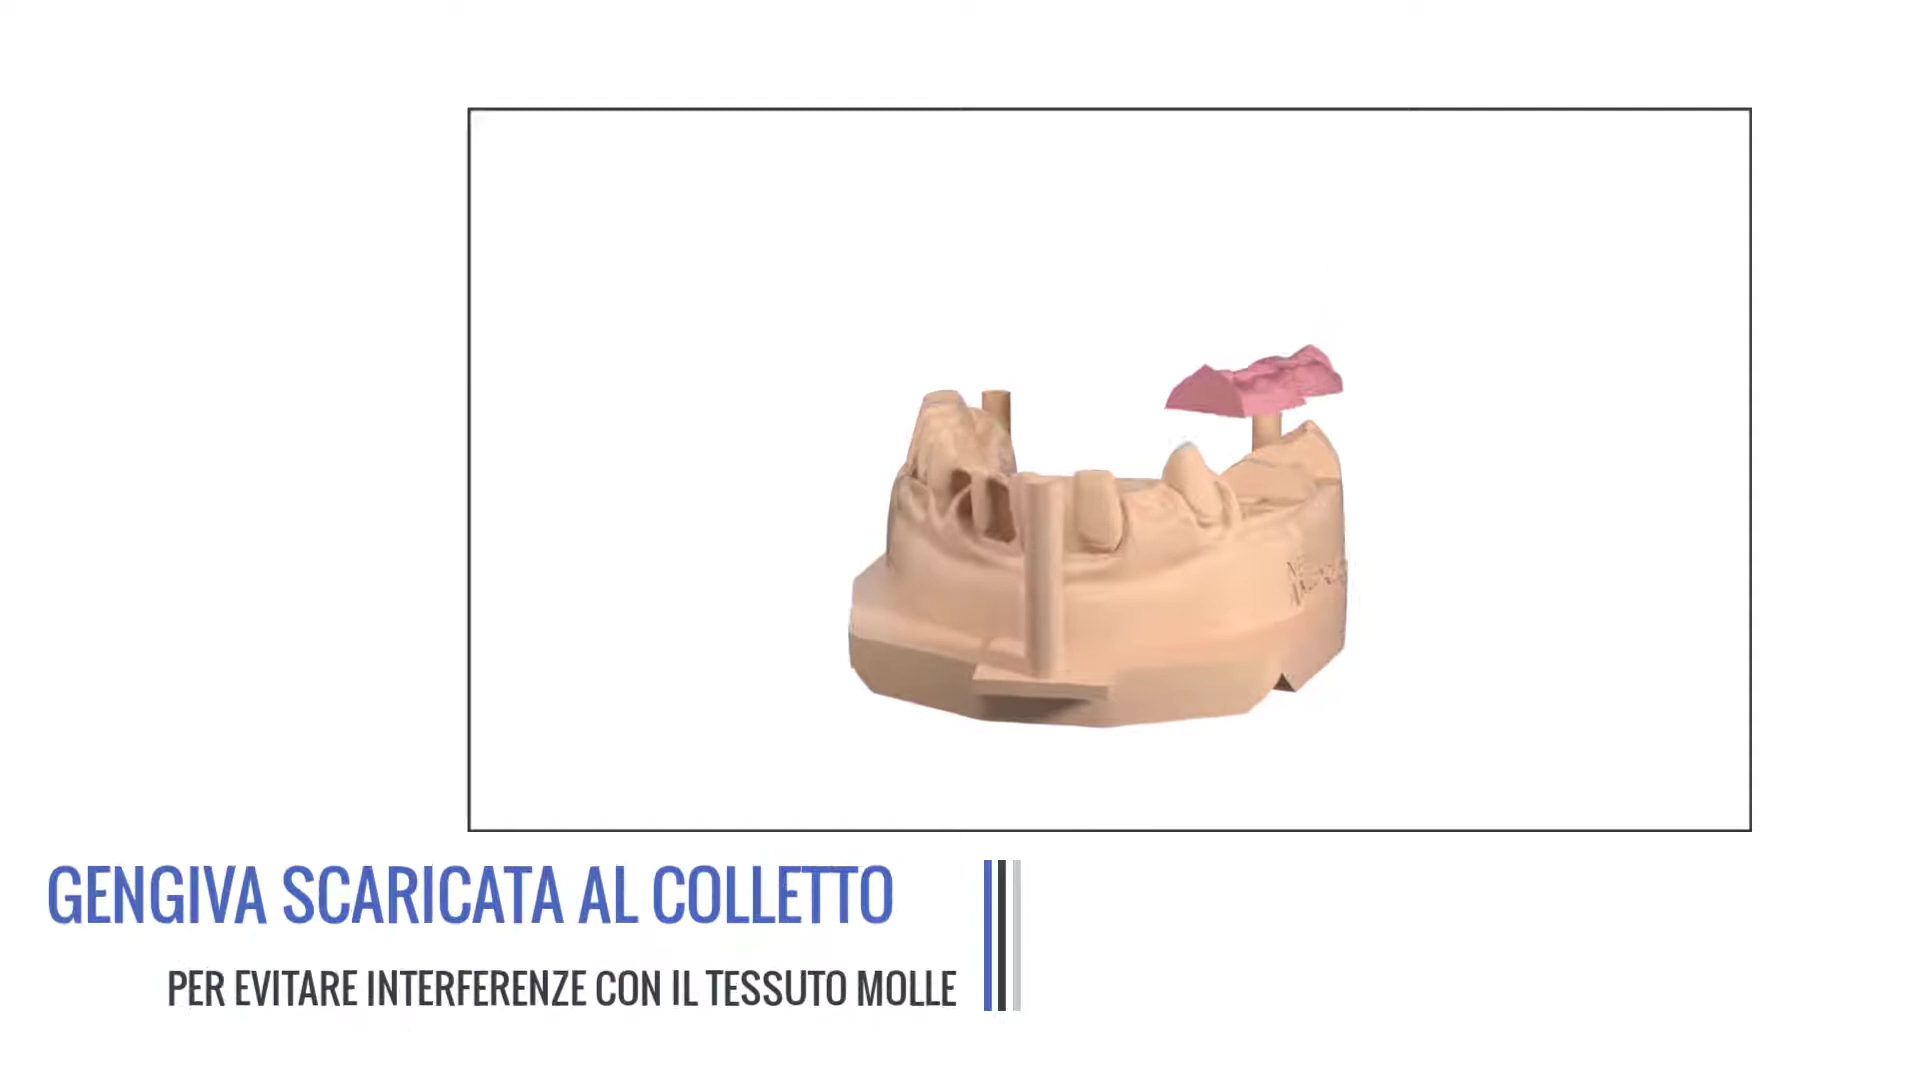 GENGIVA SCARICATA AL COLLETTO
PER EVITARE INTERFERENZE CON IL TESSUTO MOLLE